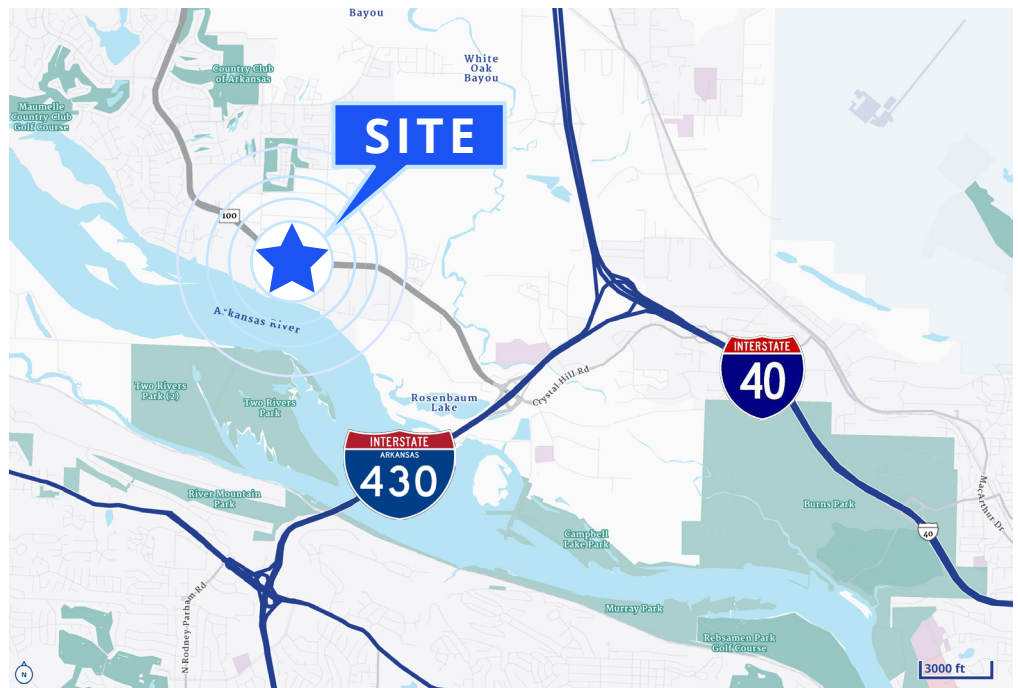 Bayou
White
Oak
Bayou
Country Club
of Arkansas
Maumelle
Country Club
Golf Course
SITE
100
Arkansas River
INTERSTATE
40
Two Rivers
Park (2)
Two Rivers
Park
Rosenbaum
Lake
Crystal Hill Rd
INTERSTATE
ARKANSAS
430
River Mountain
Park
Burns Park
MacArthur Dr
40
Campbell
Lake Park
N Rodney Parham Rd
Murray Park
Rebsamen Park
Golf Course
3000 ft
N